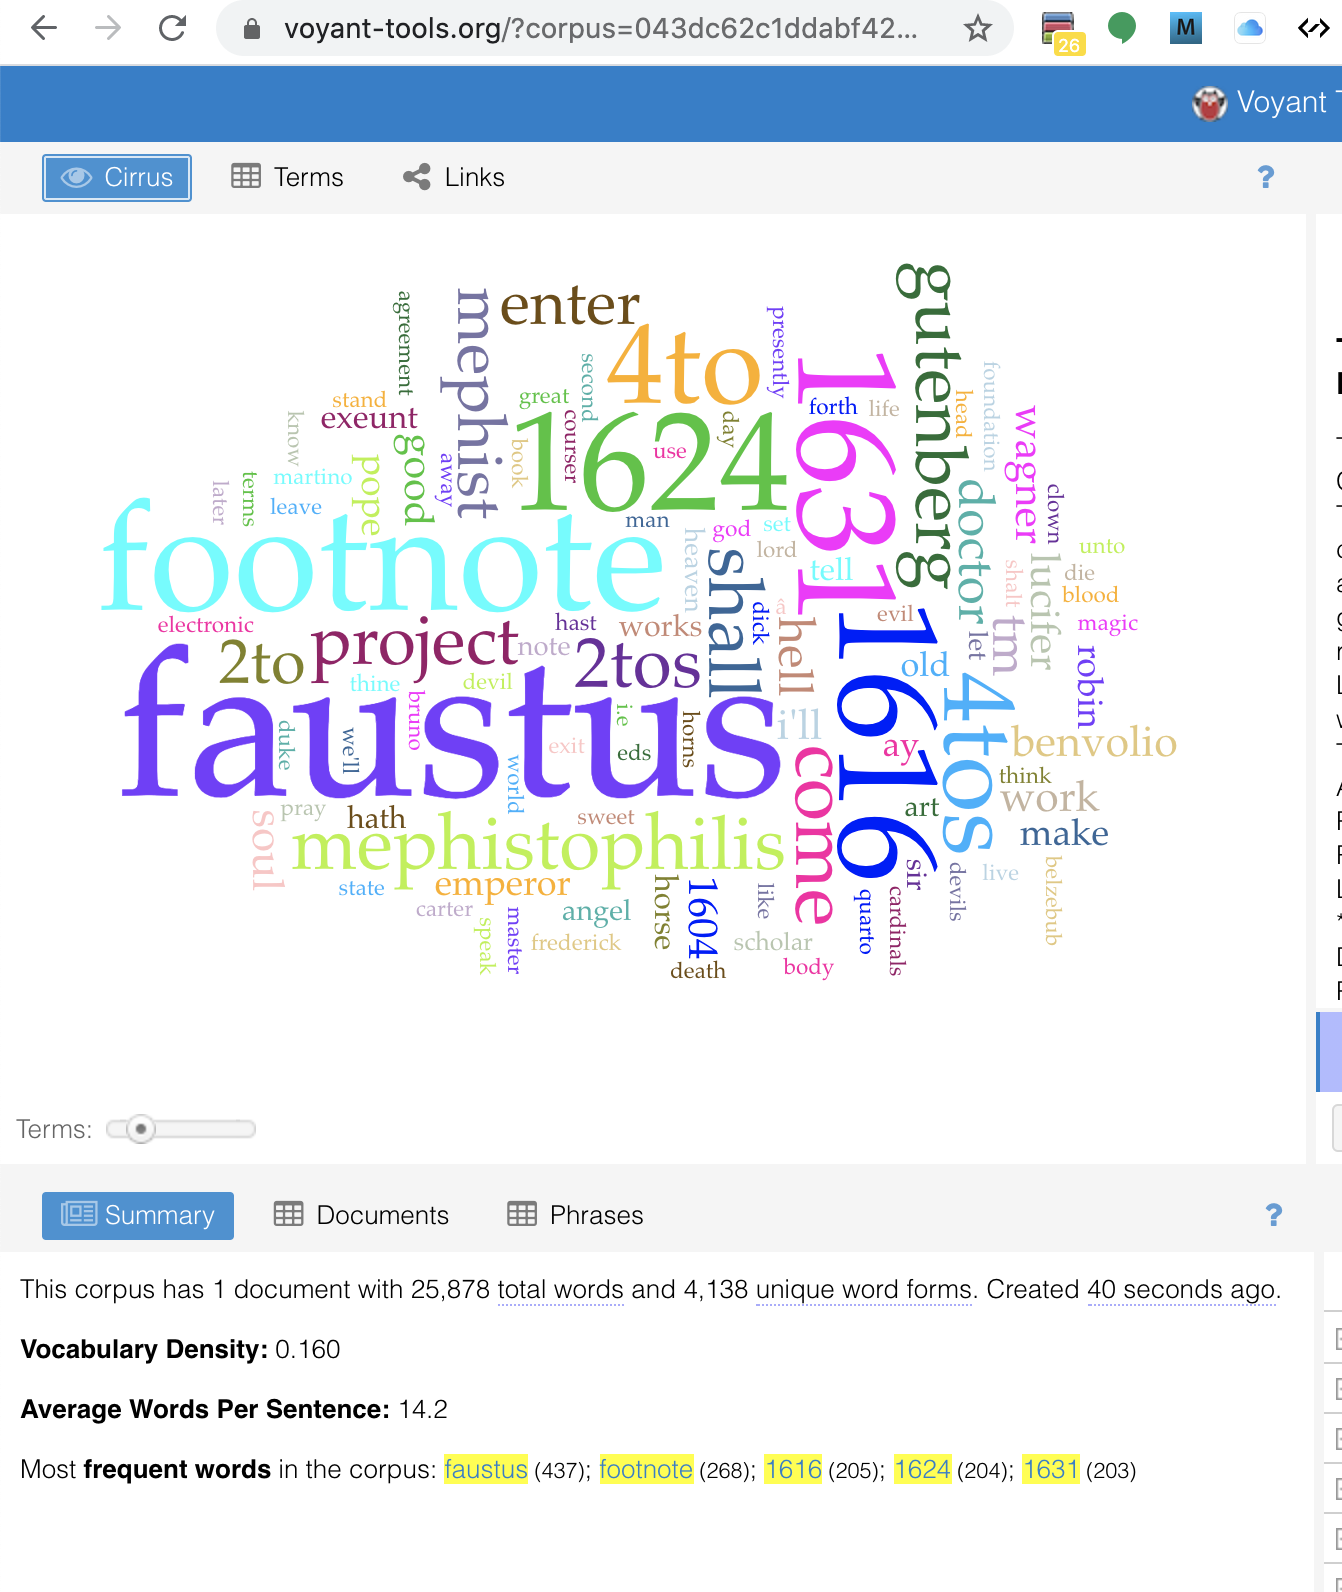 voyant-tools.org/?corpus=043dc62c1ddabf42...
26
M
Voyant
Cirrus
Terms
Links
?
gutenberg
agreement
mephist
enter
presently
4to
1631
second
foundation
stand
great
head
forth
life
exeunt
wagner
know
courser
1624
day
good
book
use
pope
away
martino
terms
later
doctor
clown
leave
footnote
man
god
set
heaven
lord
shall
unto
tell
shalt
lucifer
die
blood
dick
â
evil
1616
electronic
project
hast
works
hell
tm
magic
2to
note
2tos
let
old
robin
thine
devil
4tos
faustus
bruno
i.e
horns
i'll
duke
we'll
exit
eds
ay
benvolio
world
come
think
work
pray
hath
sweet
art
make
soul
mephistophilis
sir
state
emperor
horse
1604
like
devils
live
belzebub
quarto
cardinals
carter
master
angel
speak
frederick
scholar
death
body
Terms:
Summary
Documents
Phrases
?
This corpus has 1 document with 25,878 total words and 4,138 unique word forms. Created 40 seconds ago.
Vocabulary Density: 0.160
Average Words Per Sentence: 14.2
Most frequent words in the corpus: faustus (437); footnote (268); 1616 (205); 1624 (204); 1631 (203)